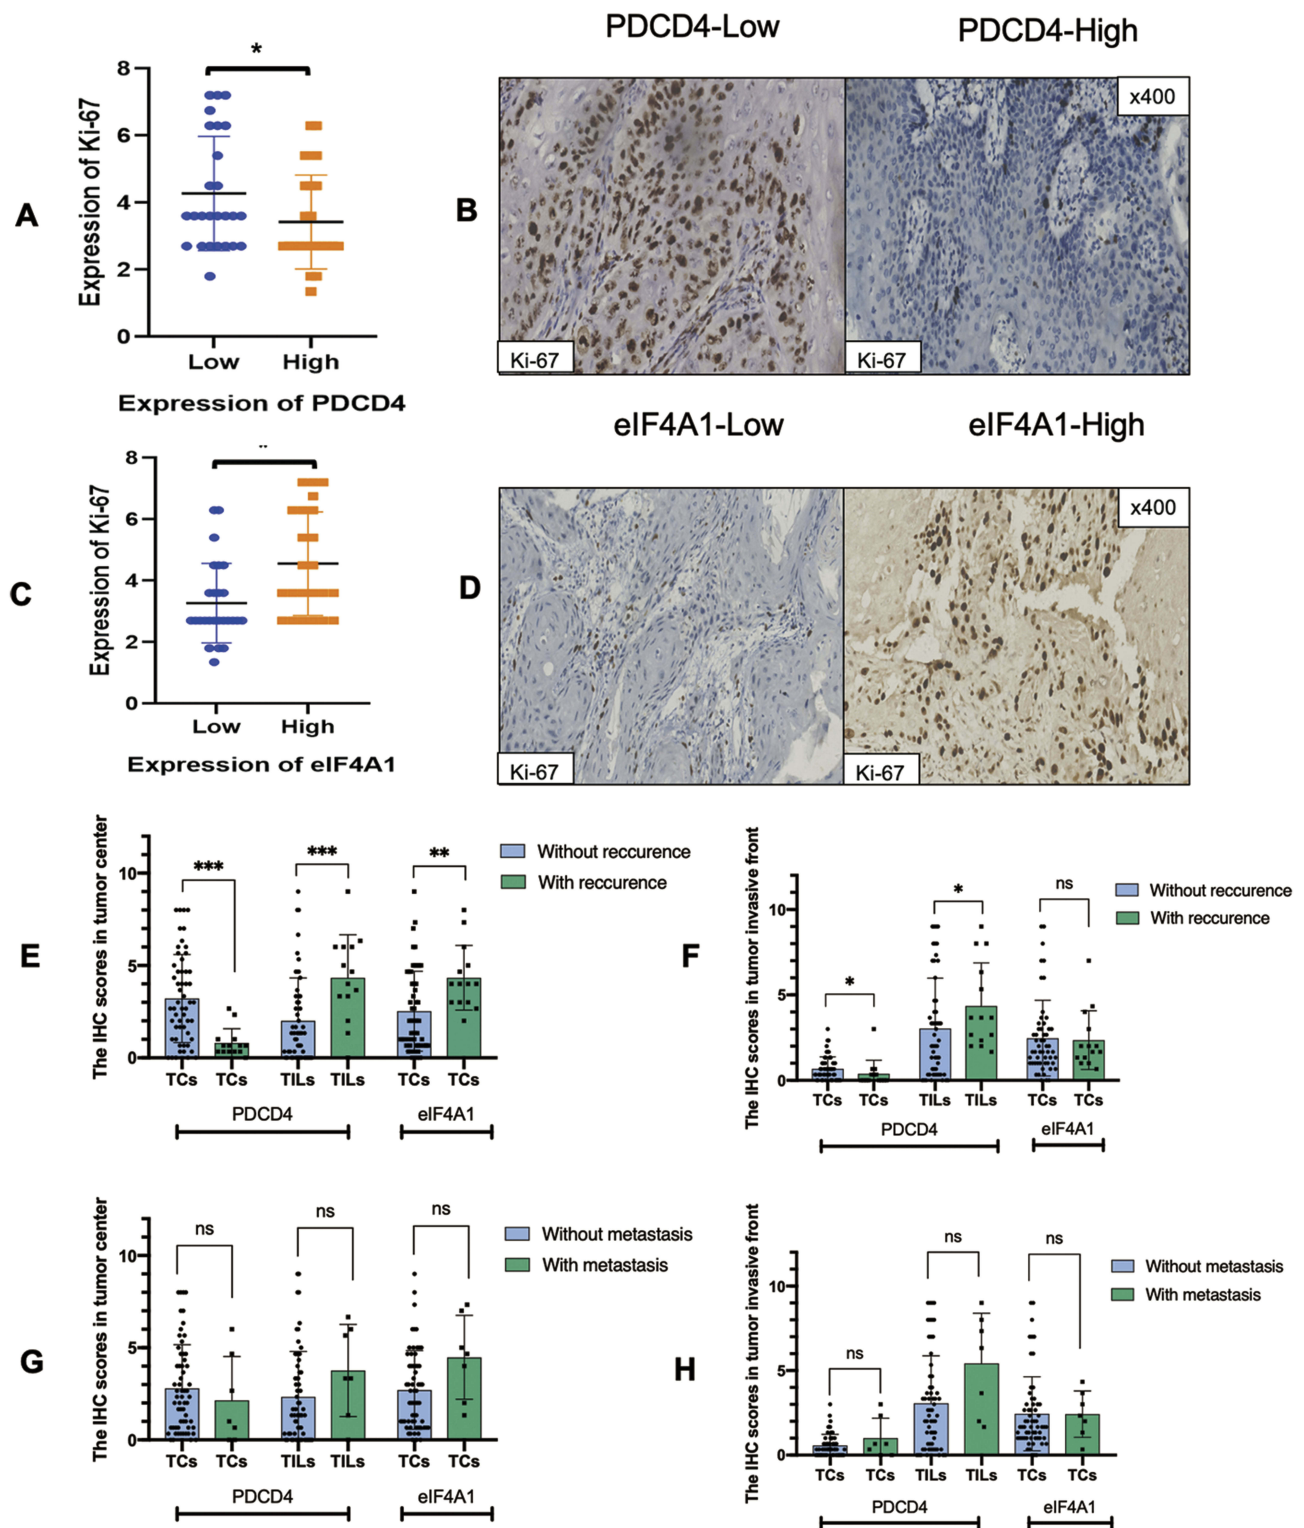 PDCD4-Low
PDCD4-High
A
Expression of Ki-67
8
6
4
2
0
*
Low
High
Expression of PDCD4
B
x400
Ki-67
Ki-67
eIF4A1-Low
eIF4A1-High
C
Expression of Ki-67
8
6
4
2
0
Low
High
Expression of eIF4A1
D
x400
Ki-67
Ki-67
E
The IHC scores in tumor center
10
5
0
***
***
**
TCs TCs TILs TILs TCs TCs
PDCD4
eIF4A1
Without reccurence
With reccurence
F
The IHC scores in tumor invasive front
10
5
0
*
*
ns
TCs TCs TILs TILs TCs TCs
PDCD4
eIF4A1
Without reccurence
With reccurence
G
The IHC scores in tumor center
10
5
0
ns
ns
ns
TCs TCs TILs TILs TCs TCs
PDCD4
eIF4A1
Without metastasis
With metastasis
H
The IHC scores in tumor invasive front
10
5
0
ns
ns
ns
TCs TCs TILs TILs TCs TCs
PDCD4
eIF4A1
Without metastasis
With metastasis